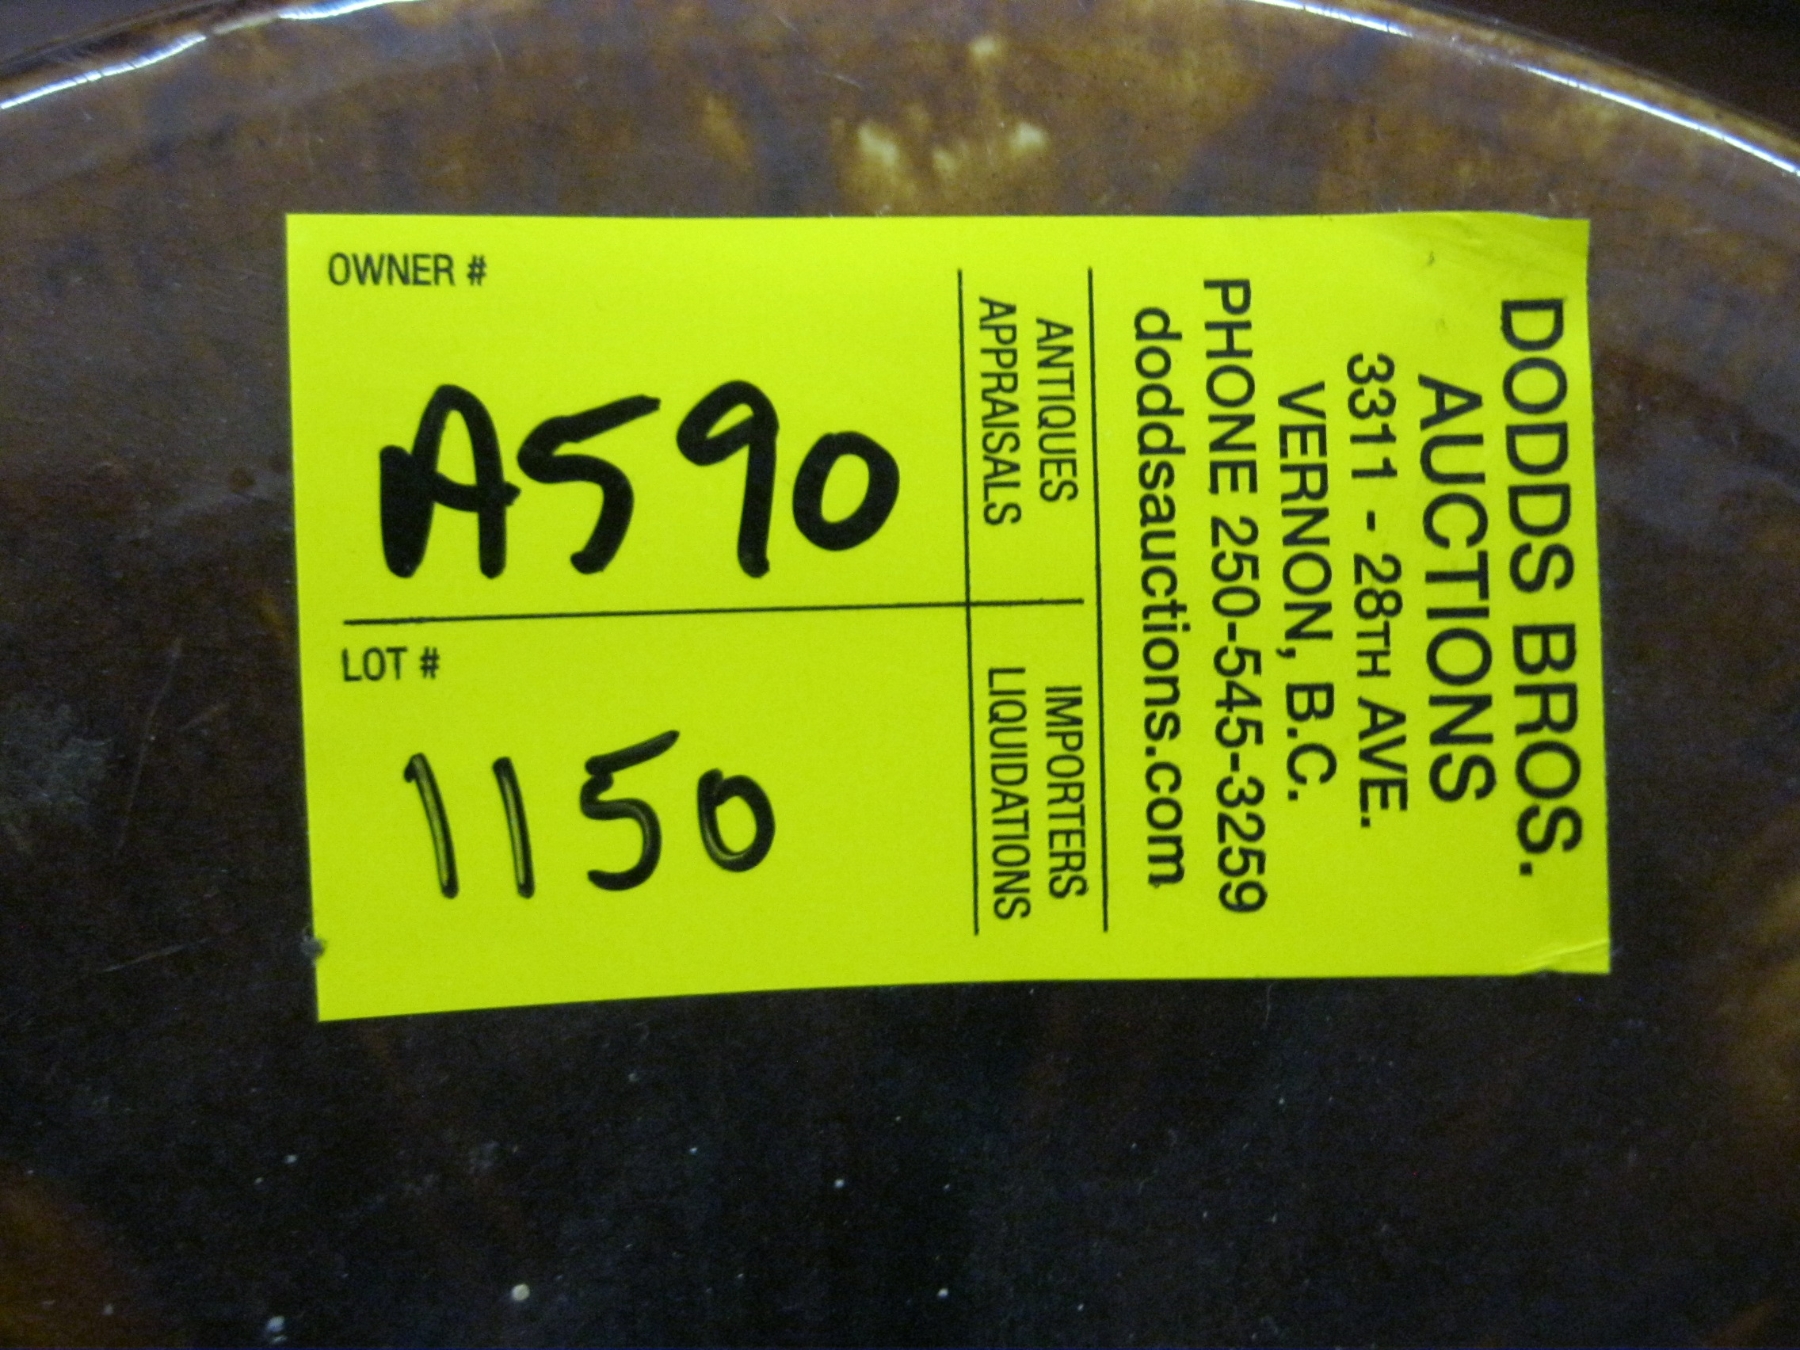 DODDS BROS.
AUCTIONS
3311 - 28TH AVE.
VERNON, B.C.
PHONE 250-545-3259
doddsauctions.com
ANTIQUES
APPRAISALS
IMPORTERS
LIQUIDATIONS
OWNER #
A590
LOT #
1150